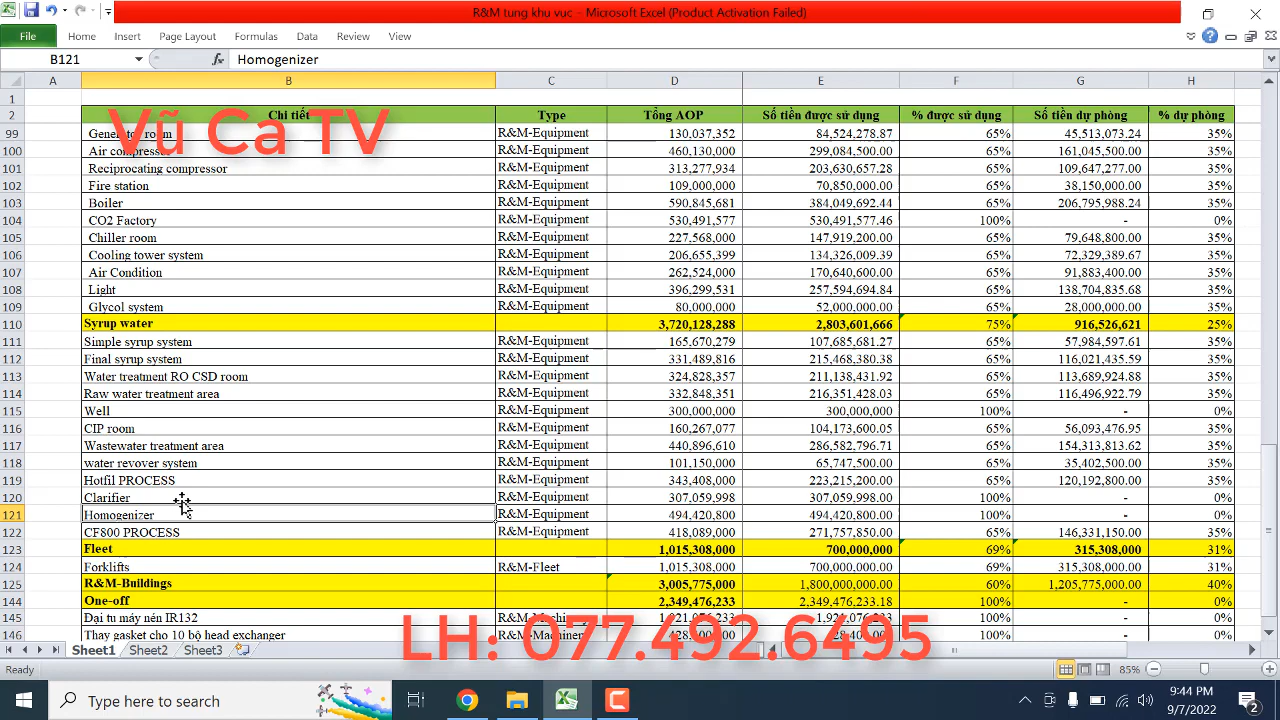 R&M tung khu vuc - Microsoft Excel (Product Activation Failed)
File Home Insert Page Layout Formulas Data Review View
B121 fx Homogenizer
A B C D E F G H
1
2 Chi tiết Type Tổng AOP Số tiền được sử dụng % được sử dụng Số tiền dự phòng % dự phòng
Vũ Ca TV
99 Generator room R&M-Equipment 130,037,352 84,524,278.87 65% 45,513,073.24 35%
100 Air compressor R&M-Equipment 460,130,000 299,084,500.00 65% 161,045,500.00 35%
101 Reciprocating compressor R&M-Equipment 313,277,934 203,630,657.28 65% 109,647,277.00 35%
102 Fire station R&M-Equipment 109,000,000 70,850,000.00 65% 38,150,000.00 35%
103 Boiler R&M-Equipment 590,845,681 384,049,692.44 65% 206,795,988.24 35%
104 CO2 Factory R&M-Equipment 530,491,577 530,491,577.46 100% - 0%
105 Chiller room R&M-Equipment 227,568,000 147,919,200.00 65% 79,648,800.00 35%
106 Cooling tower system R&M-Equipment 206,655,399 134,326,009.39 65% 72,329,389.67 35%
107 Air Condition R&M-Equipment 262,524,000 170,640,600.00 65% 91,883,400.00 35%
108 Light R&M-Equipment 396,299,531 257,594,694.84 65% 138,704,835.68 35%
109 Glycol system R&M-Equipment 80,000,000 52,000,000.00 65% 28,000,000.00 35%
110 Syrup water 3,720,128,288 2,803,601,666 75% 916,526,621 25%
111 Simple syrup system R&M-Equipment 165,670,279 107,685,681.27 65% 57,984,597.61 35%
112 Final syrup system R&M-Equipment 331,489,816 215,468,380.38 65% 116,021,435.59 35%
113 Water treatment RO CSD room R&M-Equipment 324,828,357 211,138,431.92 65% 113,689,924.88 35%
114 Raw water treatment area R&M-Equipment 332,848,351 216,351,428.03 65% 116,496,922.79 35%
115 Well R&M-Equipment 300,000,000 300,000,000 100% - 0%
116 CIP room R&M-Equipment 160,267,077 104,173,600.05 65% 56,093,476.95 35%
117 Wastewater treatment area R&M-Equipment 440,896,610 286,582,796.71 65% 154,313,813.62 35%
118 water revover system R&M-Equipment 101,150,000 65,747,500.00 65% 35,402,500.00 35%
119 Hotfil PROCESS R&M-Equipment 343,408,000 223,215,200.00 65% 120,192,800.00 35%
120 Clarifier R&M-Equipment 307,059,998 307,059,998.00 100% - 0%
121 Homogenizer R&M-Equipment 494,420,800 494,420,800.00 100% - 0%
122 CF800 PROCESS R&M-Equipment 418,089,000 271,757,850.00 65% 146,331,150.00 35%
123 Fleet 1,015,308,000 700,000,000 69% 315,308,000 31%
124 Forklifts R&M-Fleet 1,015,308,000 700,000,000.00 69% 315,308,000.00 31%
125 R&M-Buildings 3,005,775,000 1,800,000,000.00 60% 1,205,775,000.00 40%
144 One-off 2,349,476,233 2,349,476,233.18 100% - 0%
145 Đại tu máy nén IR132 R&M-Machinery 1,921,076,233 100% - 0%
146 Thay gasket cho 10 bộ head exchanger R&M-Machinery 100% - 0%
LH: 077.492.6495
Sheet1 Sheet2 Sheet3
Ready 85%
Type here to search
9:44 PM
9/7/2022
2